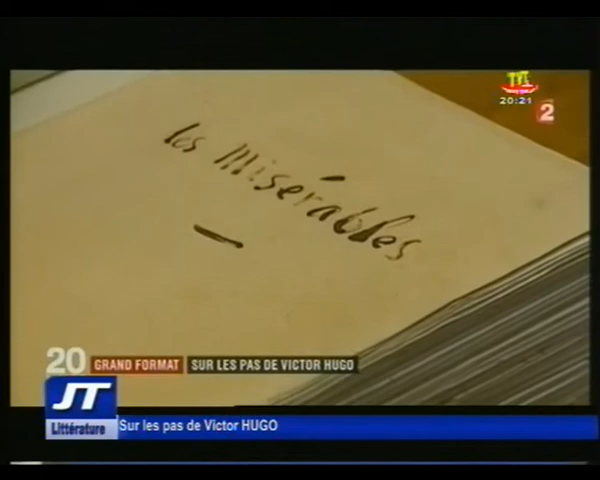 TVL
20:21
2
les Misérables
20
GRAND FORMAT
SUR LES PAS DE VICTOR HUGO
JT
Littérature
Sur les pas de Victor HUGO